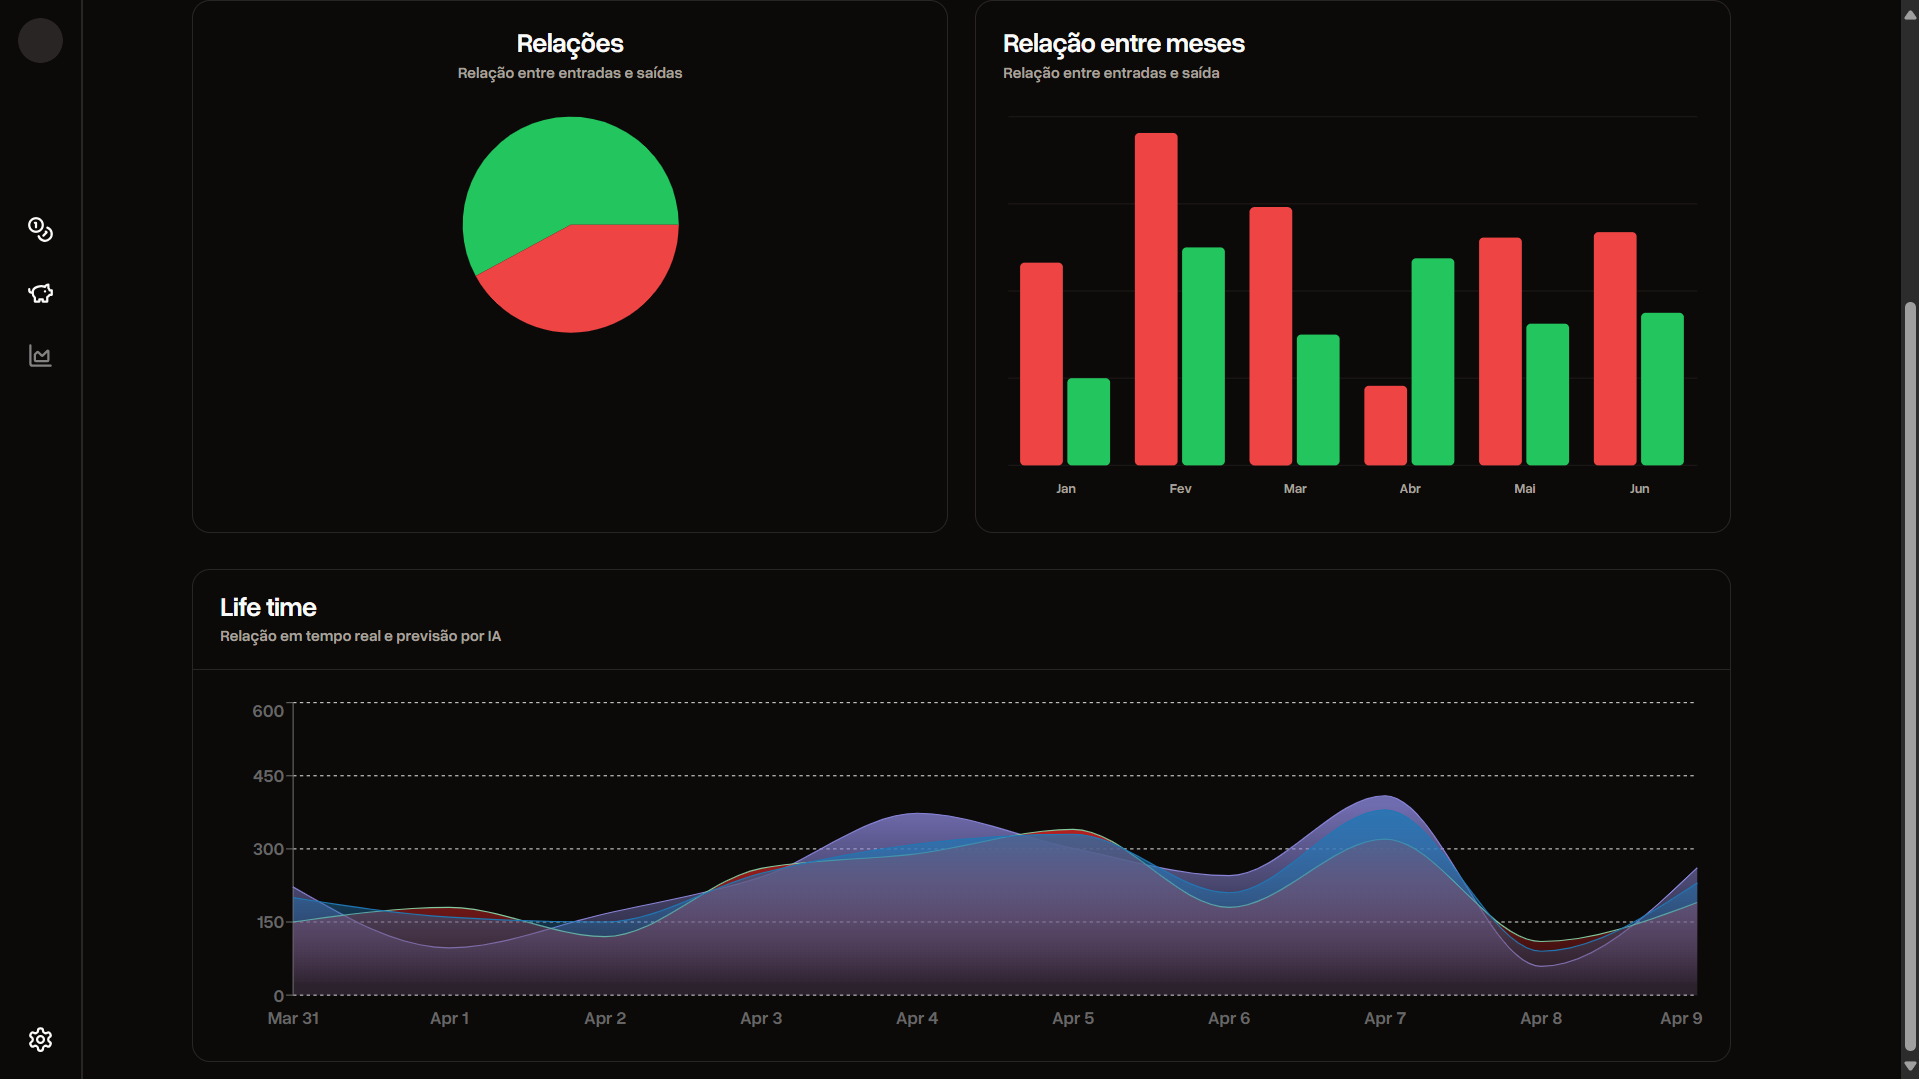 Relações
Relação entre entradas e saídas
Relação entre meses
Relação entre entradas e saída
Jan
Fev
Mar
Abr
Mai
Jun
Life time
Relação em tempo real e previsão por IA
600
450
300
150
0
Mar 31
Apr 1
Apr 2
Apr 3
Apr 4
Apr 5
Apr 6
Apr 7
Apr 8
Apr 9